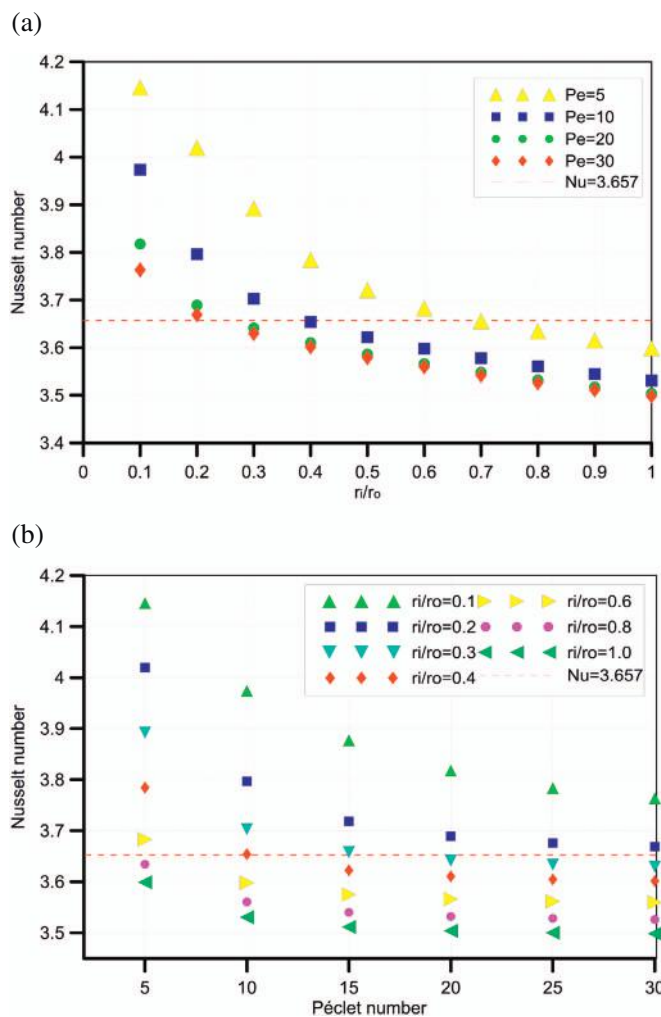 (a)
4.2
4.1
4
3.9
3.8
3.7
3.6
3.5
3.4
Nusselt number
Pe=5
Pe=10
Pe=20
Pe=30
Nu=3.657
0 0.1 0.2 0.3 0.4 0.5 0.6 0.7 0.8 0.9 1
ri/ro
(b)
4.2
4.1
4
3.9
3.8
3.7
3.6
3.5
Nusselt number
ri/ro=0.1 ri/ro=0.6
ri/ro=0.2 ri/ro=0.8
ri/ro=0.3 ri/ro=1.0
ri/ro=0.4 Nu=3.657
5 10 15 20 25 30
Péclet number